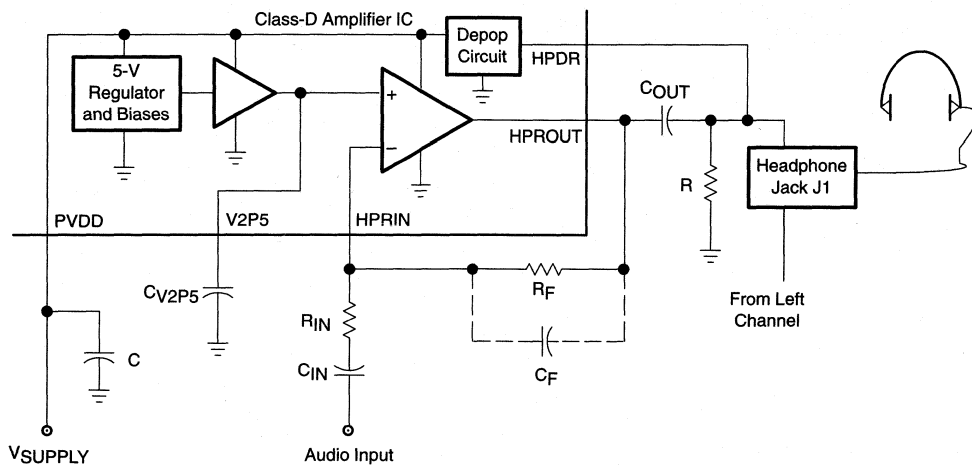 Class-D Amplifier IC
Depop
Circuit
HPDR
5-V
Regulator
and Biases
+
−
COUT
HPROUT
Headphone
Jack J1
R
PVDD
V2P5
HPRIN
CV2P5
RIN
RF
From Left
Channel
C
CIN
CF
VSUPPLY
Audio Input